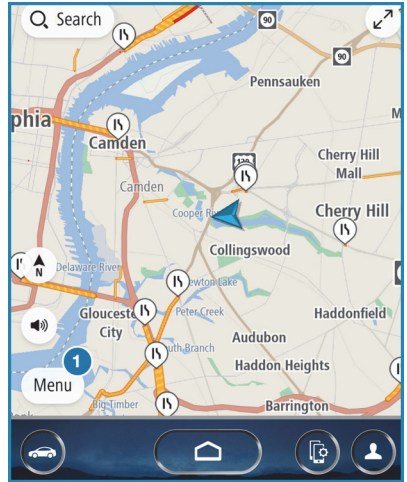 Search
90
90
Pennsauken
phia
Camden
M
130
Cherry Hill
Mall
Camden
Cooper River
Cherry Hill
Collingswood
N
Delaware River
Newton Lake
Gloucester
City
Peter Creek
Haddonfield
Audubon
South Branch
1
Haddon Heights
Menu
Big Timber
Barrington